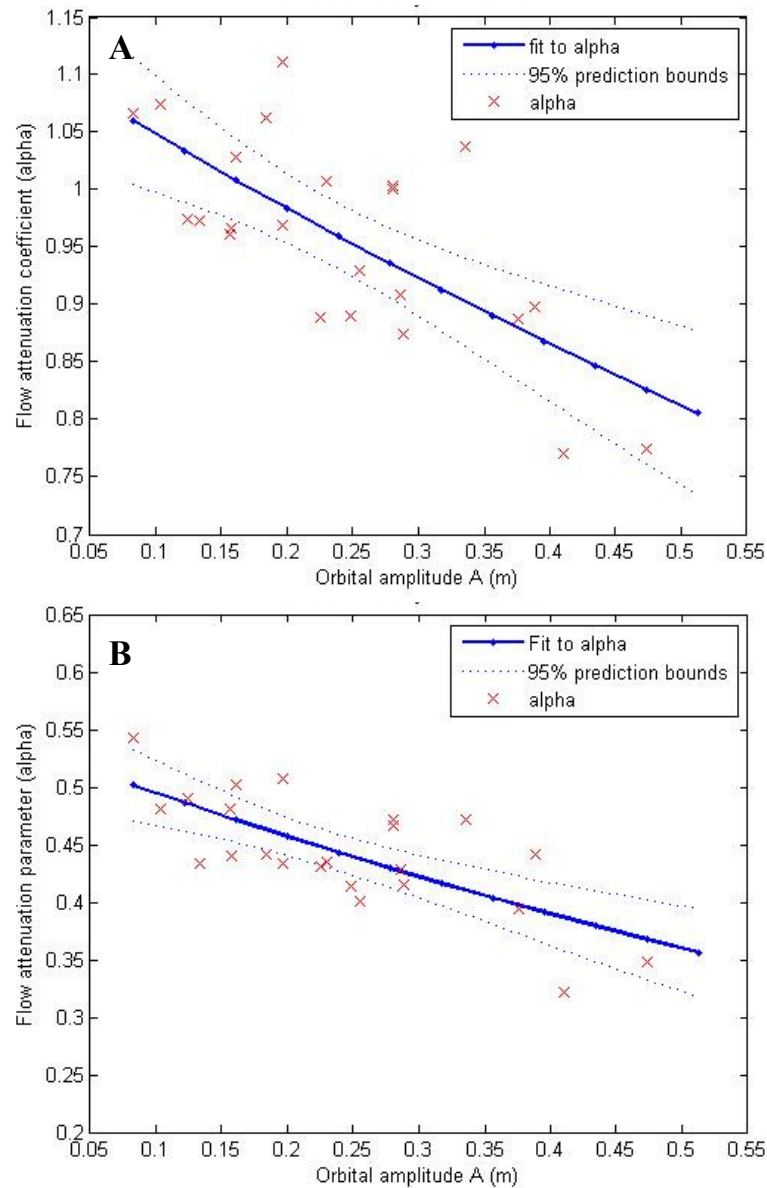 A
fit to alpha
95% prediction bounds
alpha
Flow attenuation coefficient (alpha)
1.15
1.1
1.05
1
0.95
0.9
0.85
0.8
0.75
0.7
0.05 0.1 0.15 0.2 0.25 0.3 0.35 0.4 0.45 0.5 0.55
Orbital amplitude A (m)
B
Fit to alpha
95% prediction bounds
alpha
Flow attenuation parameter (alpha)
0.65
0.6
0.55
0.5
0.45
0.4
0.35
0.3
0.25
0.2
0.05 0.1 0.15 0.2 0.25 0.3 0.35 0.4 0.45 0.5 0.55
Orbital amplitude A (m)